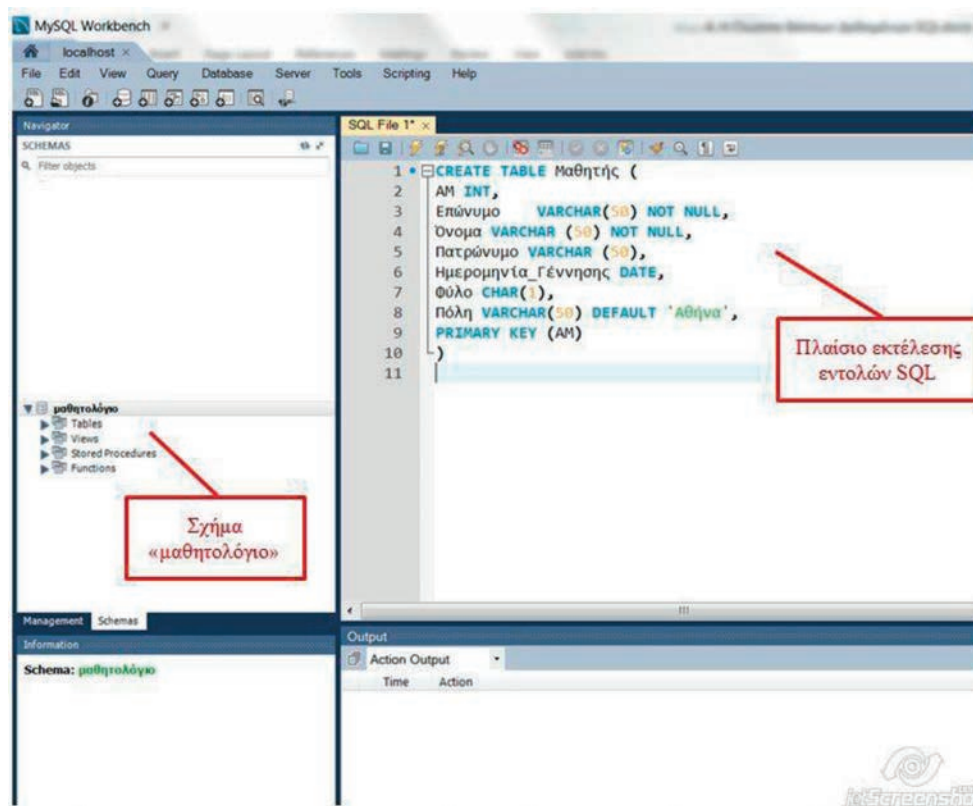 MySQL Workbench
localhost ×
File Edit View Query Database Server Tools Scripting Help
Navigator
SCHEMAS
Filter objects
μαθητολόγιο
Tables
Views
Stored Procedures
Functions
Σχήμα
«μαθητολόγιο»
Management Schemas
Information
Schema: μαθητολόγιο
SQL File 1* ×
1 CREATE TABLE Μαθητής (
2 ΑΜ INT,
3 Επώνυμο VARCHAR(50) NOT NULL,
4 Όνομα VARCHAR (50) NOT NULL,
5 Πατρώνυμο VARCHAR (50),
6 Ημερομηνία_Γέννησης DATE,
7 Φύλο CHAR(1),
8 Πόλη VARCHAR(50) DEFAULT 'Αθήνα',
9 PRIMARY KEY (ΑΜ)
10 )
11
Πλαίσιο εκτέλεσης
εντολών SQL
Output
Action Output
Time Action